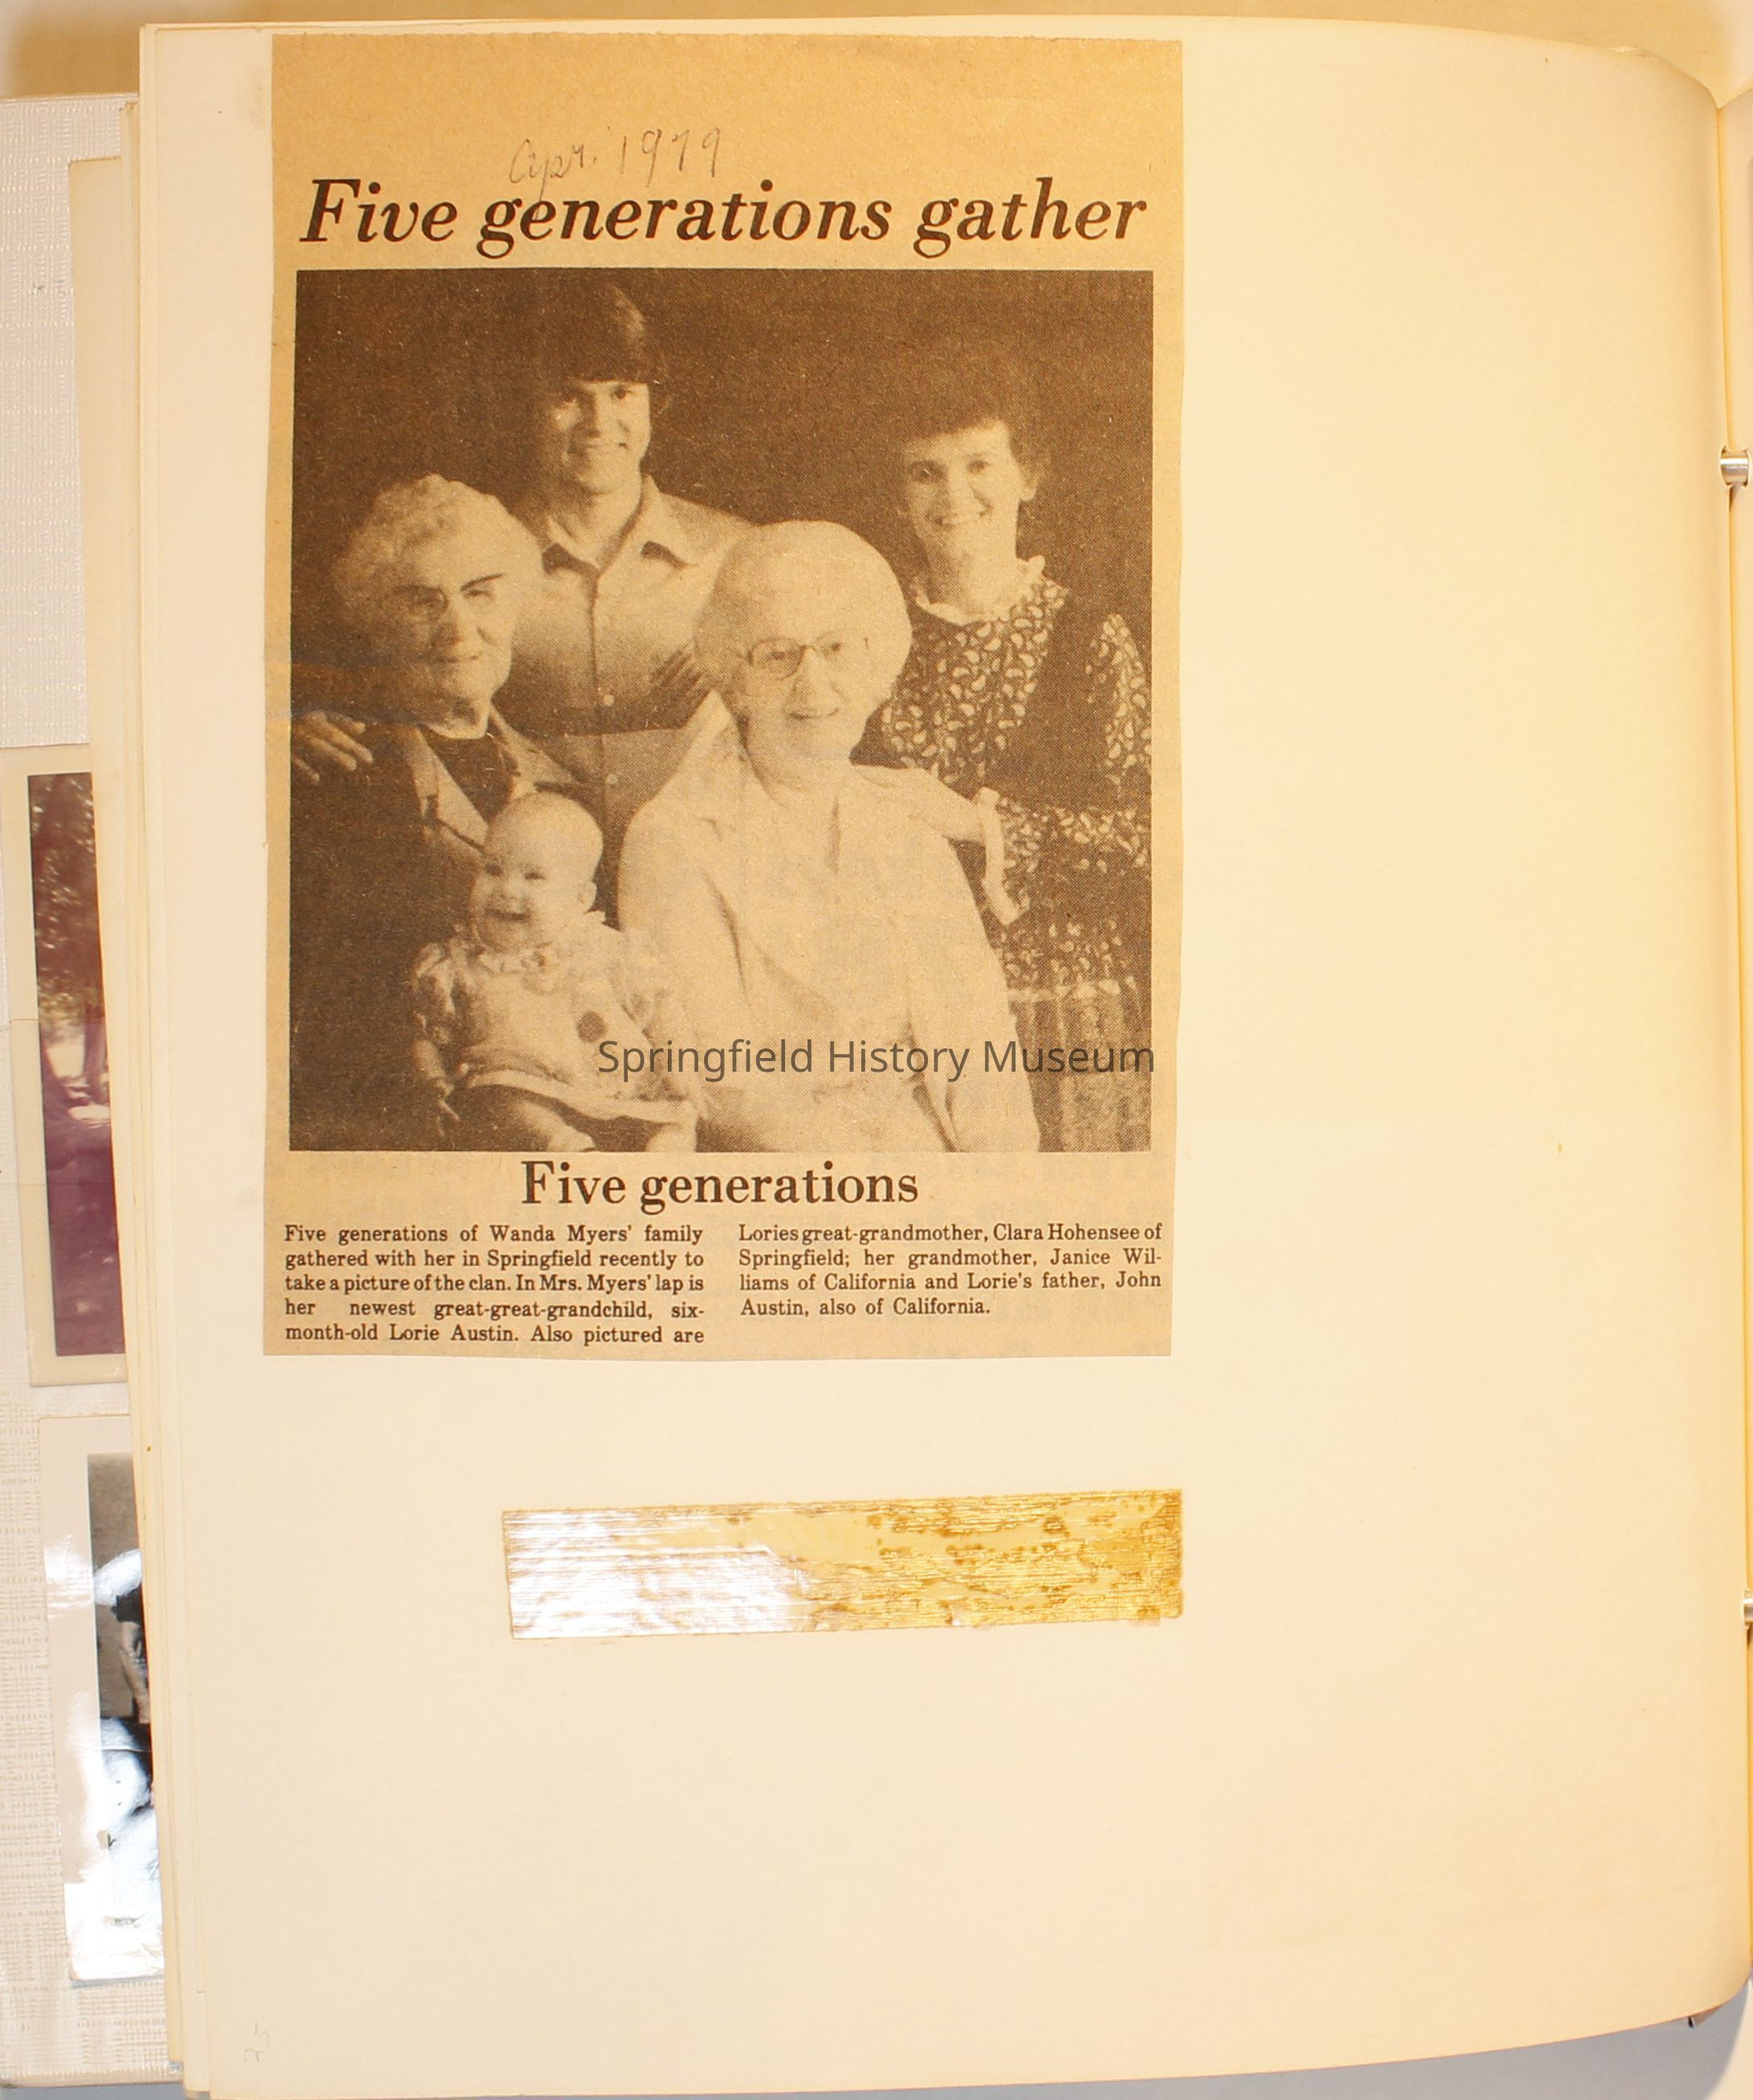 Apr. 1979
Five generations gather
Springfield History Museum
Five generations
Five generations of Wanda Myers' family
gathered with her in Springfield recently to
take a picture of the clan. In Mrs. Myers' lap is
her newest great-great-grandchild, six-
month-old Lorie Austin. Also pictured are
Lories great-grandmother, Clara Hohensee of
Springfield; her grandmother, Janice Wil-
liams of California and Lorie's father, John
Austin, also of California.